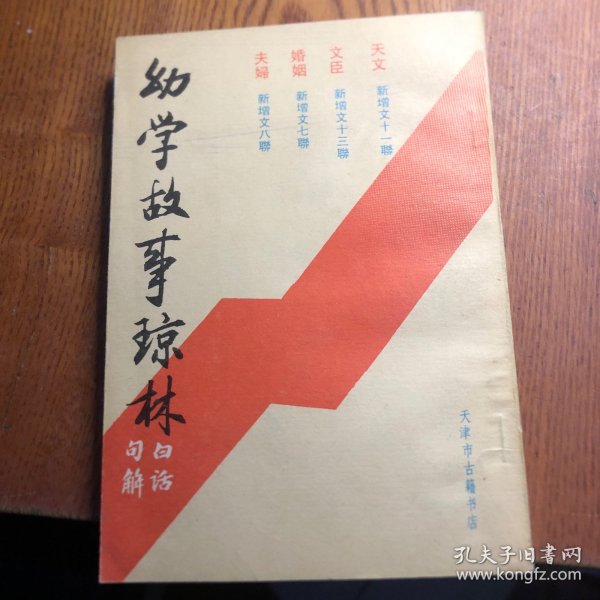 天文 新增文十一聯
文臣 新增文十三聯
婚姻 新增文七聯
夫婦 新增文八聯
幼学故事琼林
白话
句解
天津市古籍书店
孔夫子旧书网
www.kongfz.com